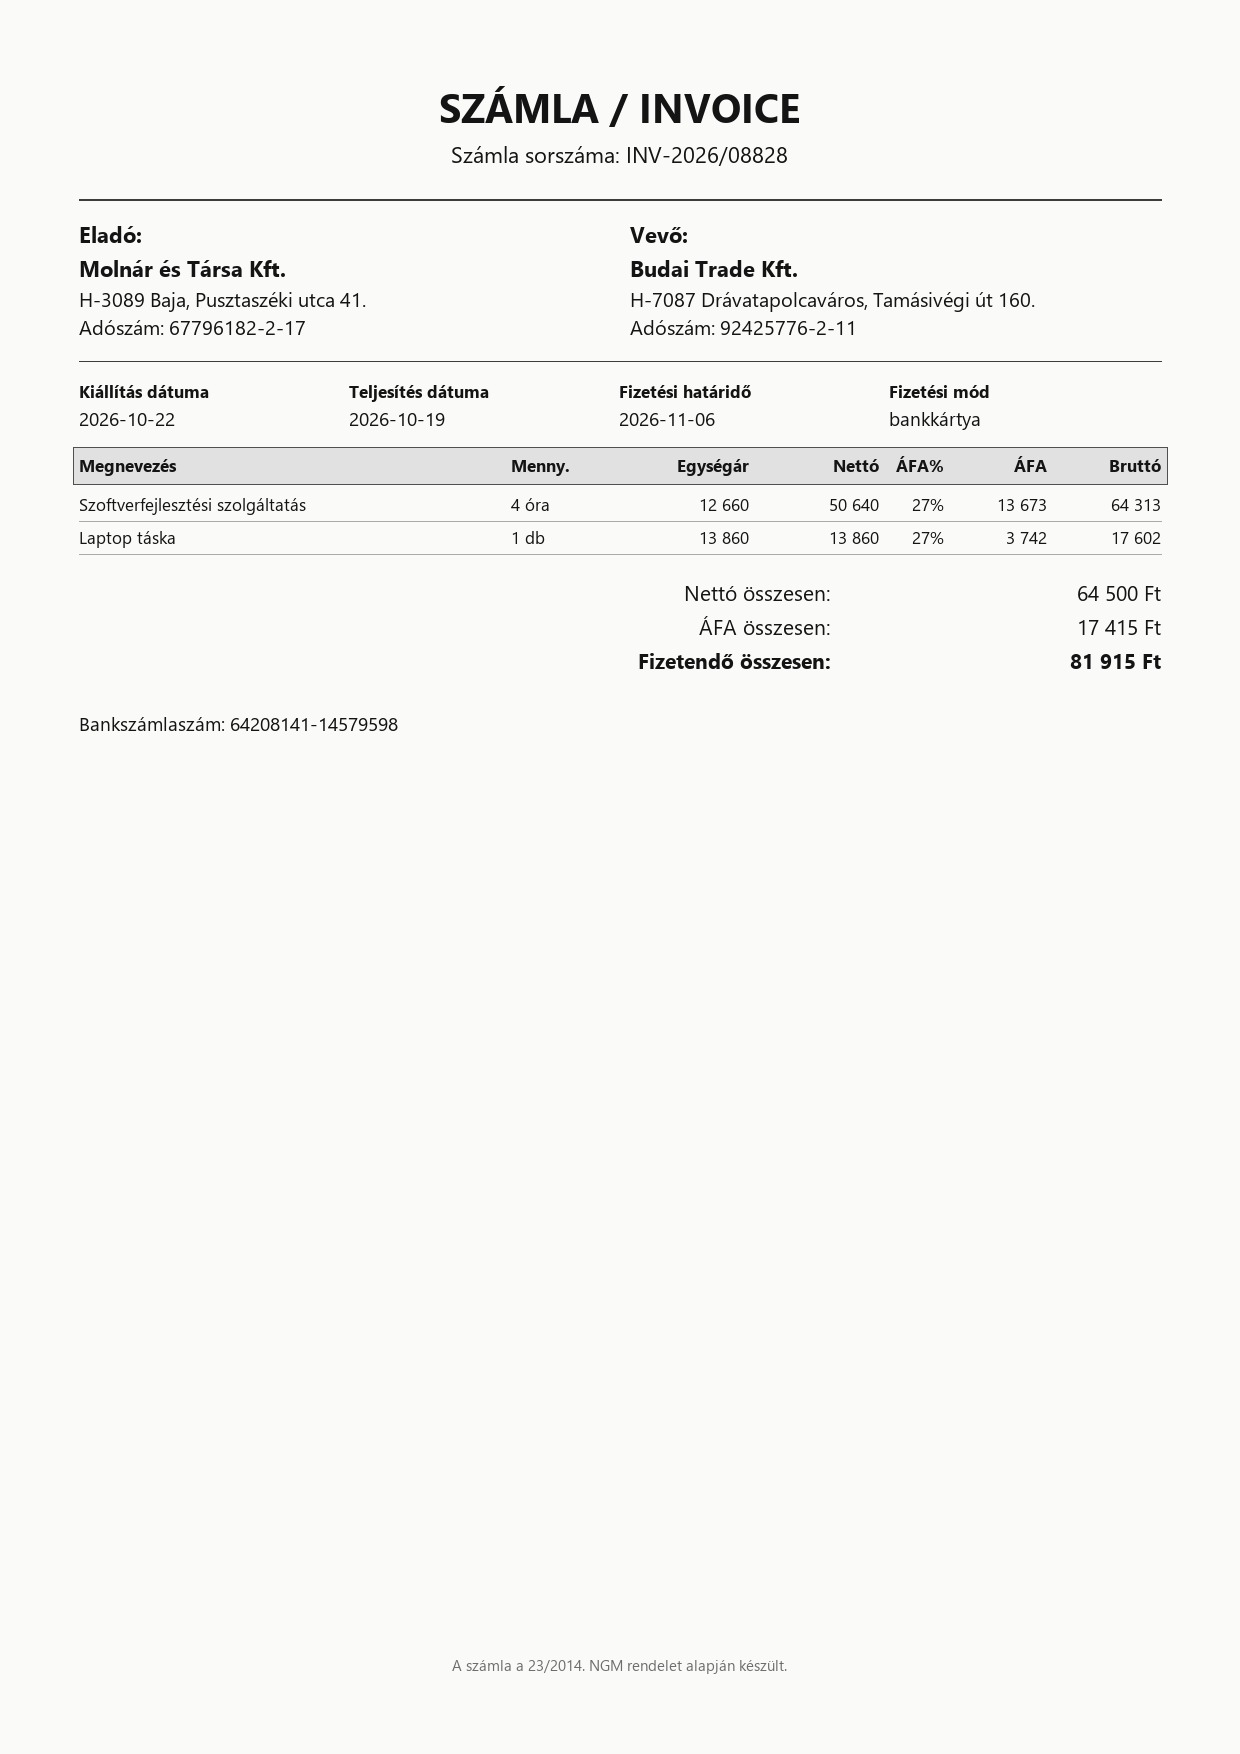 SZÁMLA / INVOICE
Számla sorszáma: INV-2026/08828
Eladó:
Molnár és Társa Kft.
H-3089 Baja, Pusztaszéki utca 41.
Adószám: 67796182-2-17
Vevő:
Budai Trade Kft.
H-7087 Drávatapolcaváros, Tamásivégi út 160.
Adószám: 92425776-2-11
Kiállítás dátuma Teljesítés dátuma Fizetési határidő Fizetési mód
2026-10-22 2026-10-19 2026-11-06 bankkártya
Megnevezés Menny. Egységár Nettó ÁFA% ÁFA Bruttó
Szoftverfejlesztési szolgáltatás 4 óra 12 660 50 640 27% 13 673 64 313
Laptop táska 1 db 13 860 13 860 27% 3 742 17 602
Nettó összesen: 64 500 Ft
ÁFA összesen: 17 415 Ft
Fizetendő összesen: 81 915 Ft
Bankszámlaszám: 64208141-14579598
A számla a 23/2014. NGM rendelet alapján készült.